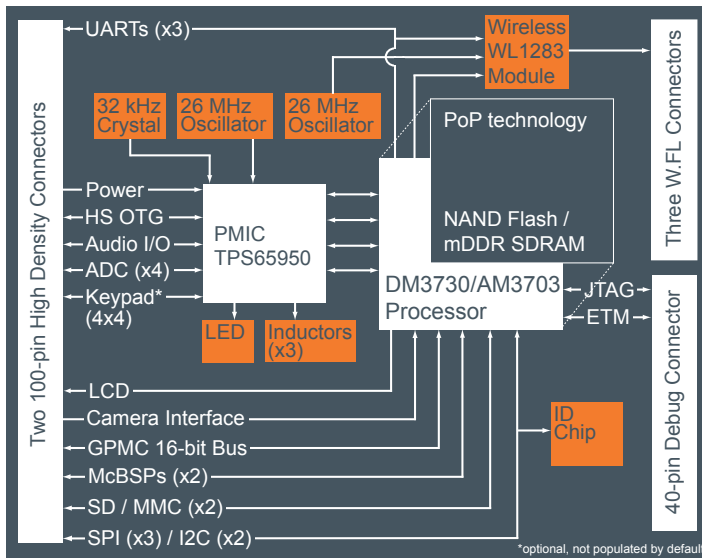 UARTs (x3)
Wireless
WL1283
Module
32 kHz
Crystal
26 MHz
Oscillator
26 MHz
Oscillator
PoP technology
NAND Flash /
mDDR SDRAM
Two 100-pin High Density Connectors
Three W.FL Connectors
Power
HS OTG
Audio I/O
ADC (x4)
Keypad*
(4x4)
PMIC
TPS65950
DM3730/AM3703
Processor
JTAG
ETM
LED
Inductors
(x3)
40-pin Debug Connector
LCD
Camera Interface
GPMC 16-bit Bus
McBSPs (x2)
SD / MMC (x2)
SPI (x3) / I2C (x2)
ID
Chip
*optional, not populated by default